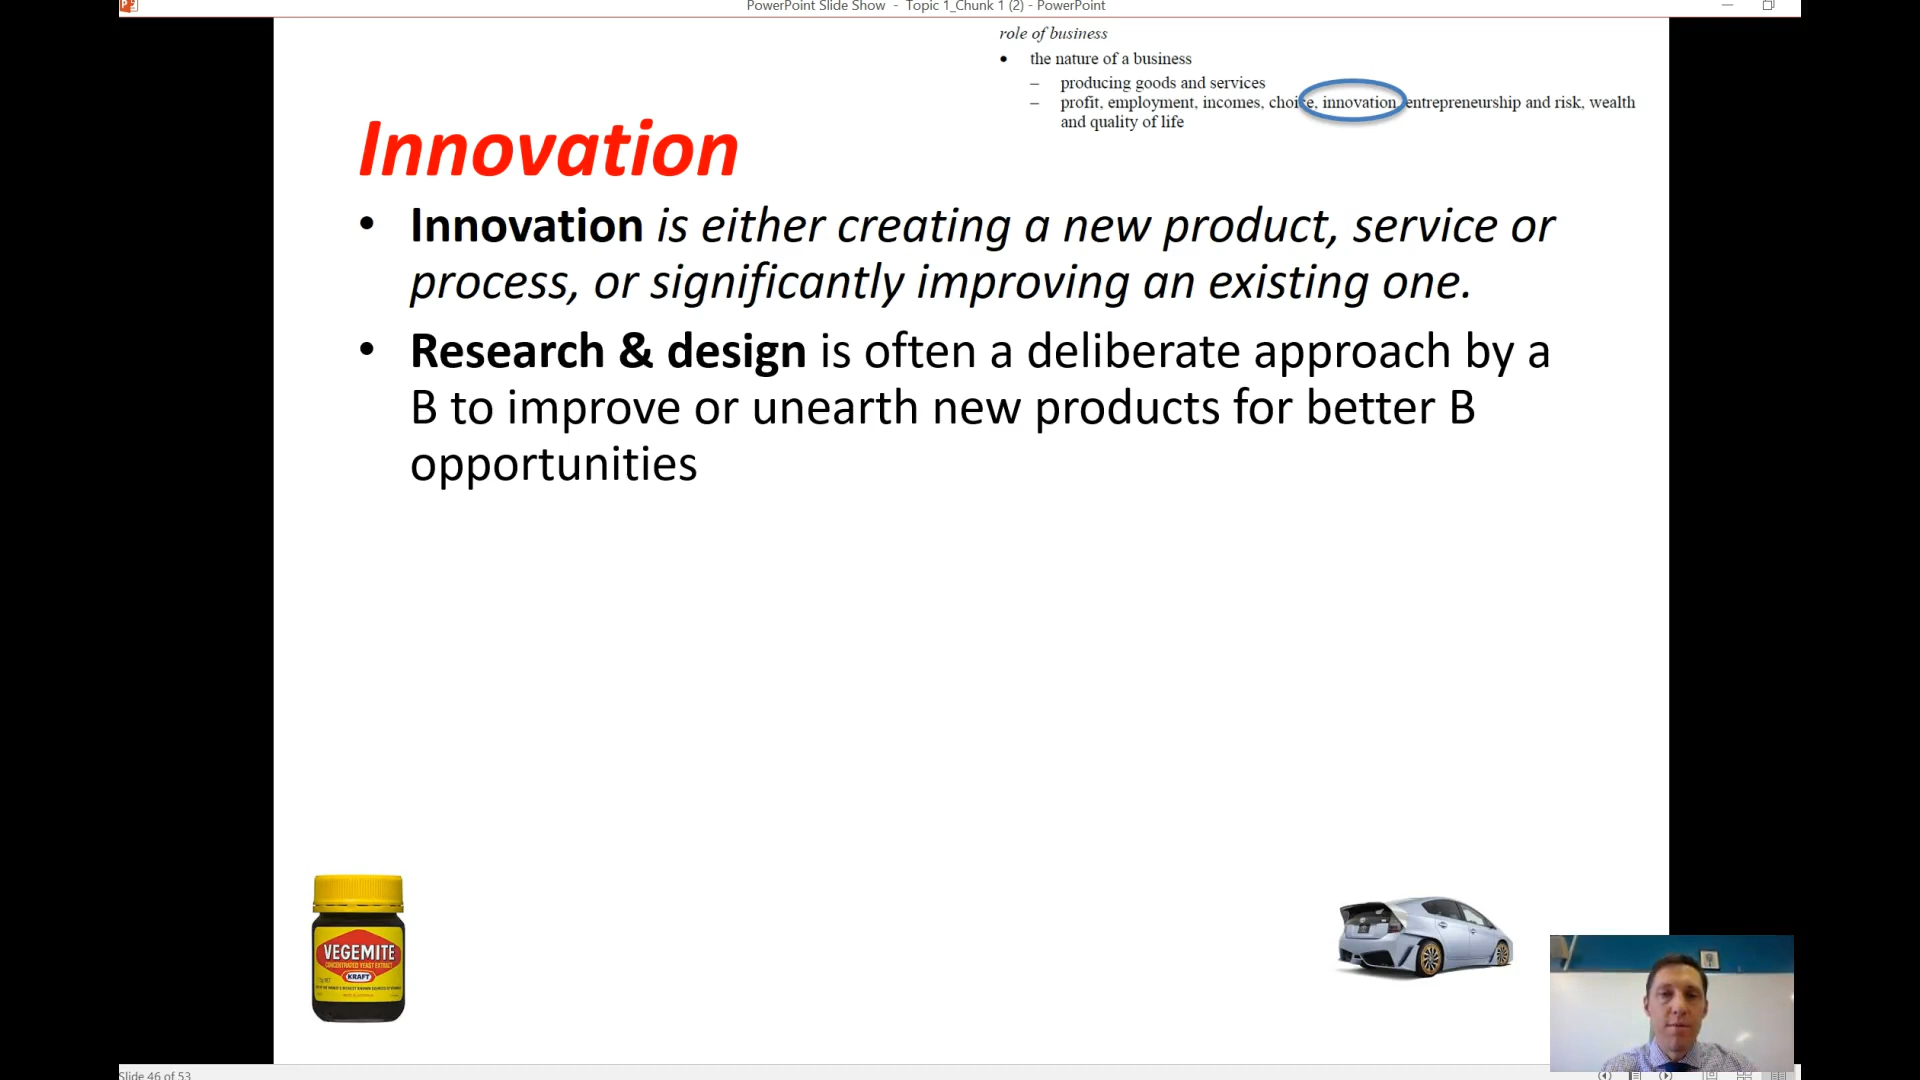 PowerPoint Slide Show - Topic 1_Chunk 1 (2) - PowerPoint
role of business
• the nature of a business
– producing goods and services
– profit, employment, incomes, choice, innovation, entrepreneurship and risk, wealth
and quality of life
Innovation
• Innovation is either creating a new product, service or
process, or significantly improving an existing one.
• Research & design is often a deliberate approach by a
B to improve or unearth new products for better B
opportunities
VEGEMITE
CONCENTRATED YEAST EXTRACT
KRAFT
Slide 46 of 53